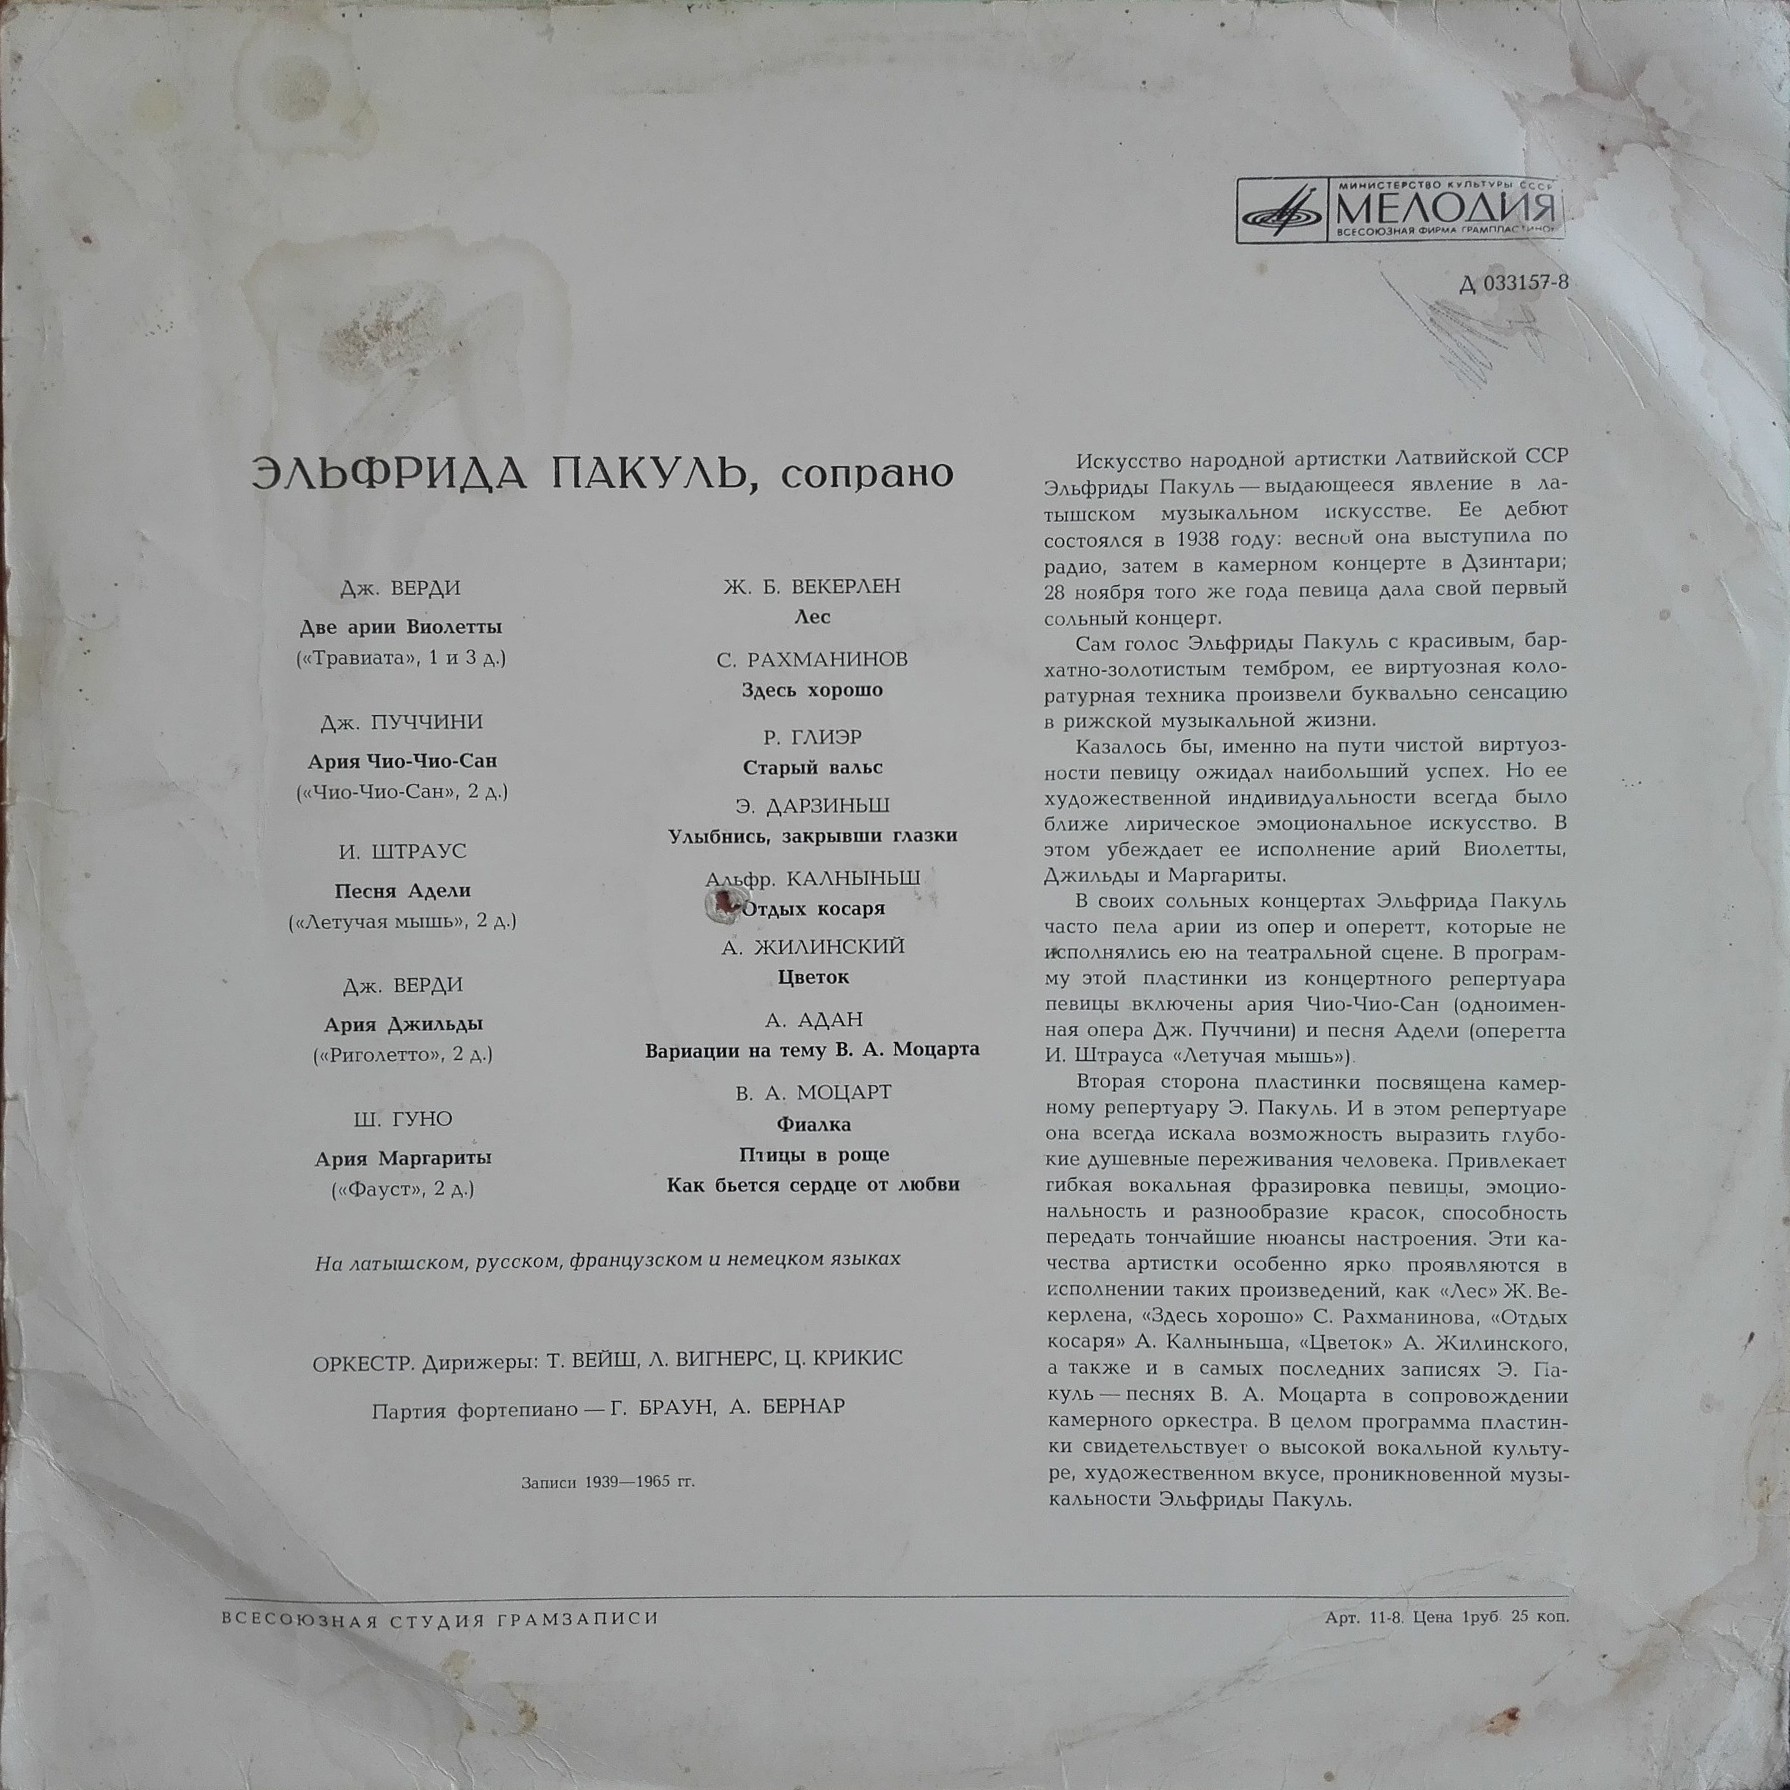 МИНИСТЕРСТВО КУЛЬТУРЫ СССР
МЕЛОДИЯ
ВСЕСОЮЗНАЯ ФИРМА ГРАМПЛАСТИНОК
Д 033157-8
ЭЛЬФРИДА ПАКУЛЬ, сопрано
Дж. ВЕРДИ
Две арии Виолетты
(«Травиата», 1 и 3 д.)
Дж. ПУЧЧИНИ
Ария Чио-Чио-Сан
(«Чио-Чио-Сан», 2 д.)
И. ШТРАУС
Песня Адели
(«Летучая мышь», 2 д.)
Дж. ВЕРДИ
Ария Джильды
(«Риголетто», 2 д.)
Ш. ГУНО
Ария Маргариты
(«Фауст», 2 д.)
Ж. Б. ВЕКЕРЛЕН
Лес
С. РАХМАНИНОВ
Здесь хорошо
Р. ГЛИЭР
Старый вальс
Э. ДАРЗИНЬШ
Улыбнись, закрывши глазки
Альфр. КАЛНЫНЬШ
Отдых косаря
А. ЖИЛИНСКИЙ
Цветок
А. АДАН
Вариации на тему В. А. Моцарта
В. А. МОЦАРТ
Фиалка
Птицы в роще
Как бьется сердце от любви
На латышском, русском, французском и немецком языках
ОРКЕСТР. Дирижеры: Т. ВЕЙШ, Л. ВИГНЕРС, Ц. КРИКИС
Партия фортепиано — Г. БРАУН, А. БЕРНАР
Записи 1939—1965 гг.
Искусство народной артистки Латвийской ССР
Эльфриды Пакуль — выдающееся явление в ла-
тышском музыкальном искусстве. Ее дебют
состоялся в 1938 году: весной она выступила по
радио, затем в камерном концерте в Дзинтари;
28 ноября того же года певица дала свой первый
сольный концерт.
Сам голос Эльфриды Пакуль с красивым, бар-
хатно-золотистым тембром, ее виртуозная коло-
ратурная техника произвели буквально сенсацию
в рижской музыкальной жизни.
Казалось бы, именно на пути чистой виртуоз-
ности певицу ожидал наибольший успех. Но ее
художественной индивидуальности всегда было
ближе лирическое эмоциональное искусство. В
этом убеждает ее исполнение арий Виолетты,
Джильды и Маргариты.
В своих сольных концертах Эльфрида Пакуль
часто пела арии из опер и оперетт, которые не
исполнялись ею на театральной сцене. В програм-
му этой пластинки из концертного репертуара
певицы включены ария Чио-Чио-Сан (одноимен-
ная опера Дж. Пуччини) и песня Адели (оперетта
И. Штрауса «Летучая мышь»).
Вторая сторона пластинки посвящена камер-
ному репертуару Э. Пакуль. И в этом репертуаре
она всегда искала возможность выразить глубо-
кие душевные переживания человека. Привлекает
гибкая вокальная фразировка певицы, эмоцио-
нальность и разнообразие красок, способность
передать тончайшие нюансы настроения. Эти ка-
чества артистки особенно ярко проявляются в
исполнении таких произведений, как «Лес» Ж. Ве-
керлена, «Здесь хорошо» С. Рахманинова, «Отдых
косаря» А. Калныньша, «Цветок» А. Жилинского,
а также и в самых последних записях Э. Па-
куль — песнях В. А. Моцарта в сопровождении
камерного оркестра. В целом программа пластин-
ки свидетельствует о высокой вокальной культу-
ре, художественном вкусе, проникновенной музы-
кальности Эльфриды Пакуль.
ВСЕСОЮЗНАЯ СТУДИЯ ГРАМЗАПИСИ
Арт. 11-8. Цена 1руб. 25 коп.